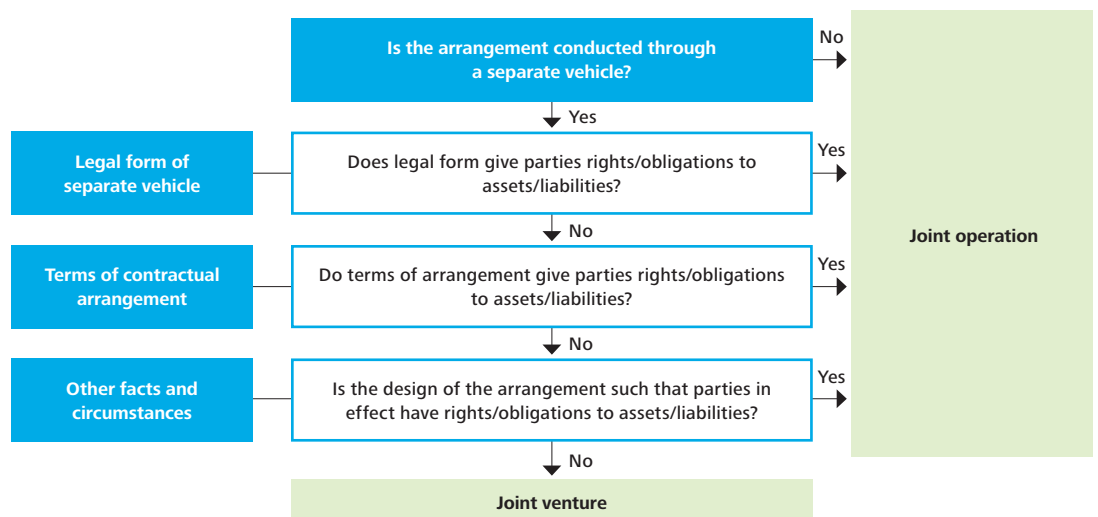 Is the arrangement conducted through
a separate vehicle?
No
Yes
Legal form of
separate vehicle
Does legal form give parties rights/obligations to
assets/liabilities?
Yes
No
Joint operation
Terms of contractual
arrangement
Do terms of arrangement give parties rights/obligations
to assets/liabilities?
Yes
No
Other facts and
circumstances
Is the design of the arrangement such that parties in
effect have rights/obligations to assets/liabilities?
Yes
No
Joint venture